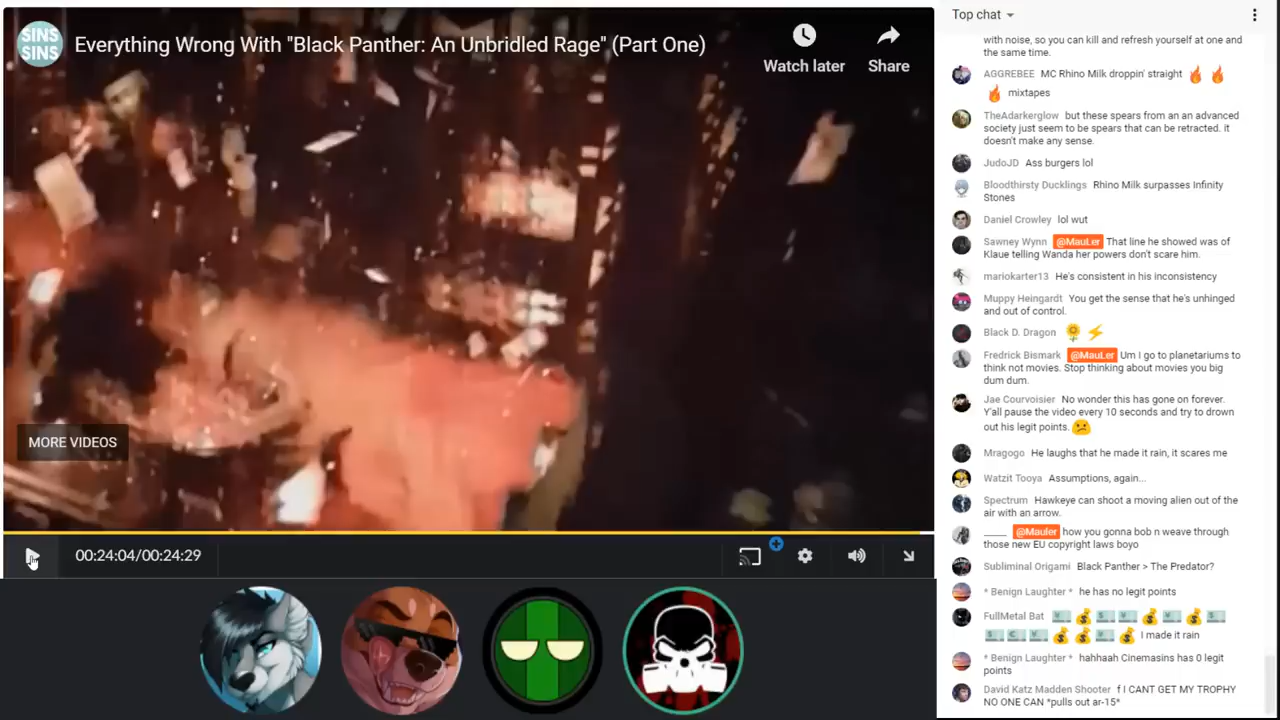 SINS
SINS
Everything Wrong With "Black Panther: An Unbridled Rage" (Part One)
Watch later
Share
MORE VIDEOS
00:24:04/00:24:29
Top chat
with noise, so you can kill and refresh yourself at one and
the same time.
AGGREBEE MC Rhino Milk droppin' straight 🔥 🔥
🔥 mixtapes
TheAdarkerglow but these spears from an an advanced
society just seem to be spears that can be retracted. it
doesn't make any sense.
JudoJD Ass burgers lol
Bloodthirsty Ducklings Rhino Milk surpasses Infinity
Stones
Daniel Crowley lol wut
Sawney Wynn @MauLer That line he showed was of
Klaue telling Wanda her powers don't scare him.
mariokarter13 He's consistent in his inconsistency
Muppy Heingardt You get the sense that he's unhinged
and out of control.
Black D. Dragon 🌻 ⚡
Fredrick Bismark @MauLer Um I go to planetariums to
think not movies. Stop thinking about movies you big
dum dum.
Jae Courvoisier No wonder this has gone on forever.
Y'all pause the video every 10 seconds and try to drown
out his legit points. 😕
Mragogo He laughs that he made it rain, it scares me
Watzit Tooya Assumptions, again...
Spectrum Hawkeye can shoot a moving alien out of the
air with an arrow.
_____ @Mauler how you gonna bob n weave through
those new EU copyright laws boyo
Subliminal Origami Black Panther > The Predator?
* Benign Laughter * he has no legit points
FullMetal Bat 💴 💰 💵 💴 💰 💶 💵
💵 💶 💴 💰 💰 💴 💰 I made it rain
* Benign Laughter * hahhaah Cinemasins has 0 legit
points
David Katz Madden Shooter f I CANT GET MY TROPHY
NO ONE CAN *pulls out ar-15*